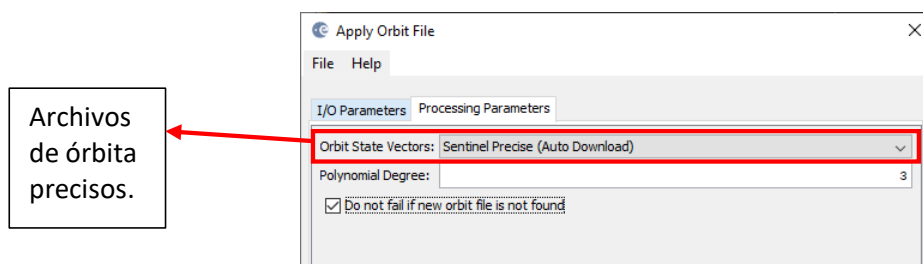 Apply Orbit File
File Help
I/O Parameters Processing Parameters
Archivos
de órbita
precisos.
Orbit State Vectors: Sentinel Precise (Auto Download)
Polynomial Degree: 3
Do not fail if new orbit file is not found